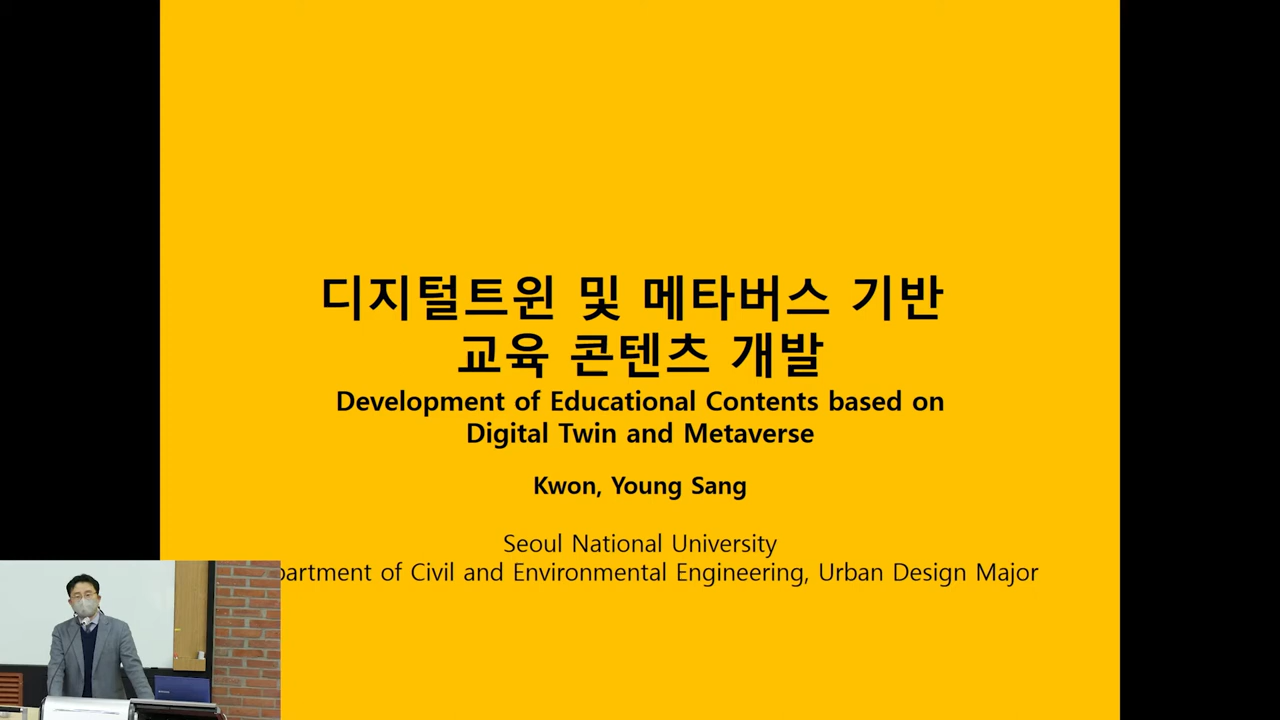 디지털트윈 및 메타버스 기반
교육 콘텐츠 개발
Development of Educational Contents based on
Digital Twin and Metaverse
Kwon, Young Sang
Seoul National University
of Civil and Environmental Engineering, Urban Design Major